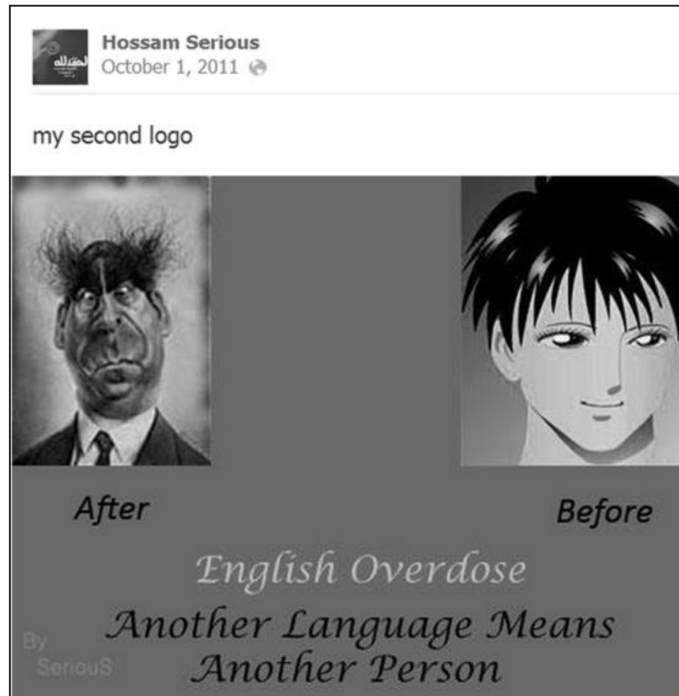 Hossam Serious
October 1, 2011
my second logo
After
Before
English Overdose
Another Language Means
Another Person
By
SeriouS